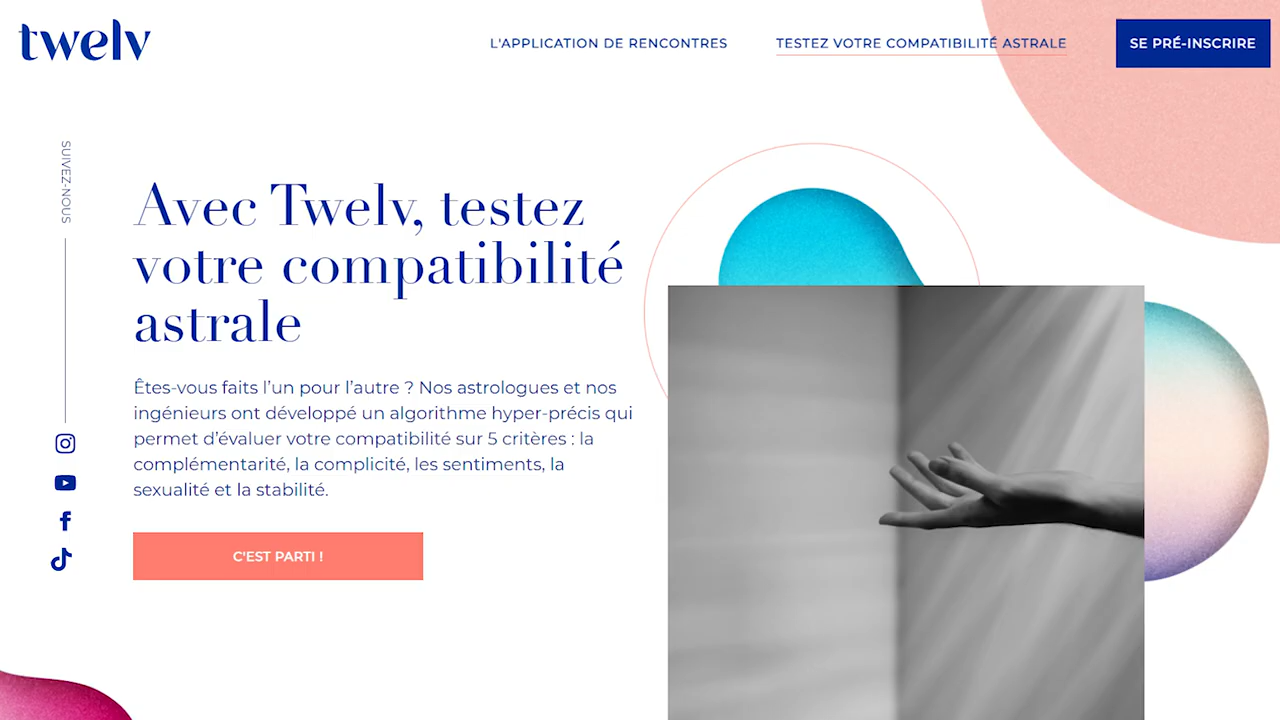 twelv
L'APPLICATION DE RENCONTRES
TESTEZ VOTRE COMPATIBILITÉ ASTRALE
SE PRÉ-INSCRIRE
SUIVEZ-NOUS
Avec Twelv, testez
votre compatibilité
astrale
Êtes-vous faits l’un pour l’autre ? Nos astrologues et nos
ingénieurs ont développé un algorithme hyper-précis qui
permet d’évaluer votre compatibilité sur 5 critères : la
complémentarité, la complicité, les sentiments, la
sexualité et la stabilité.
C'EST PARTI !